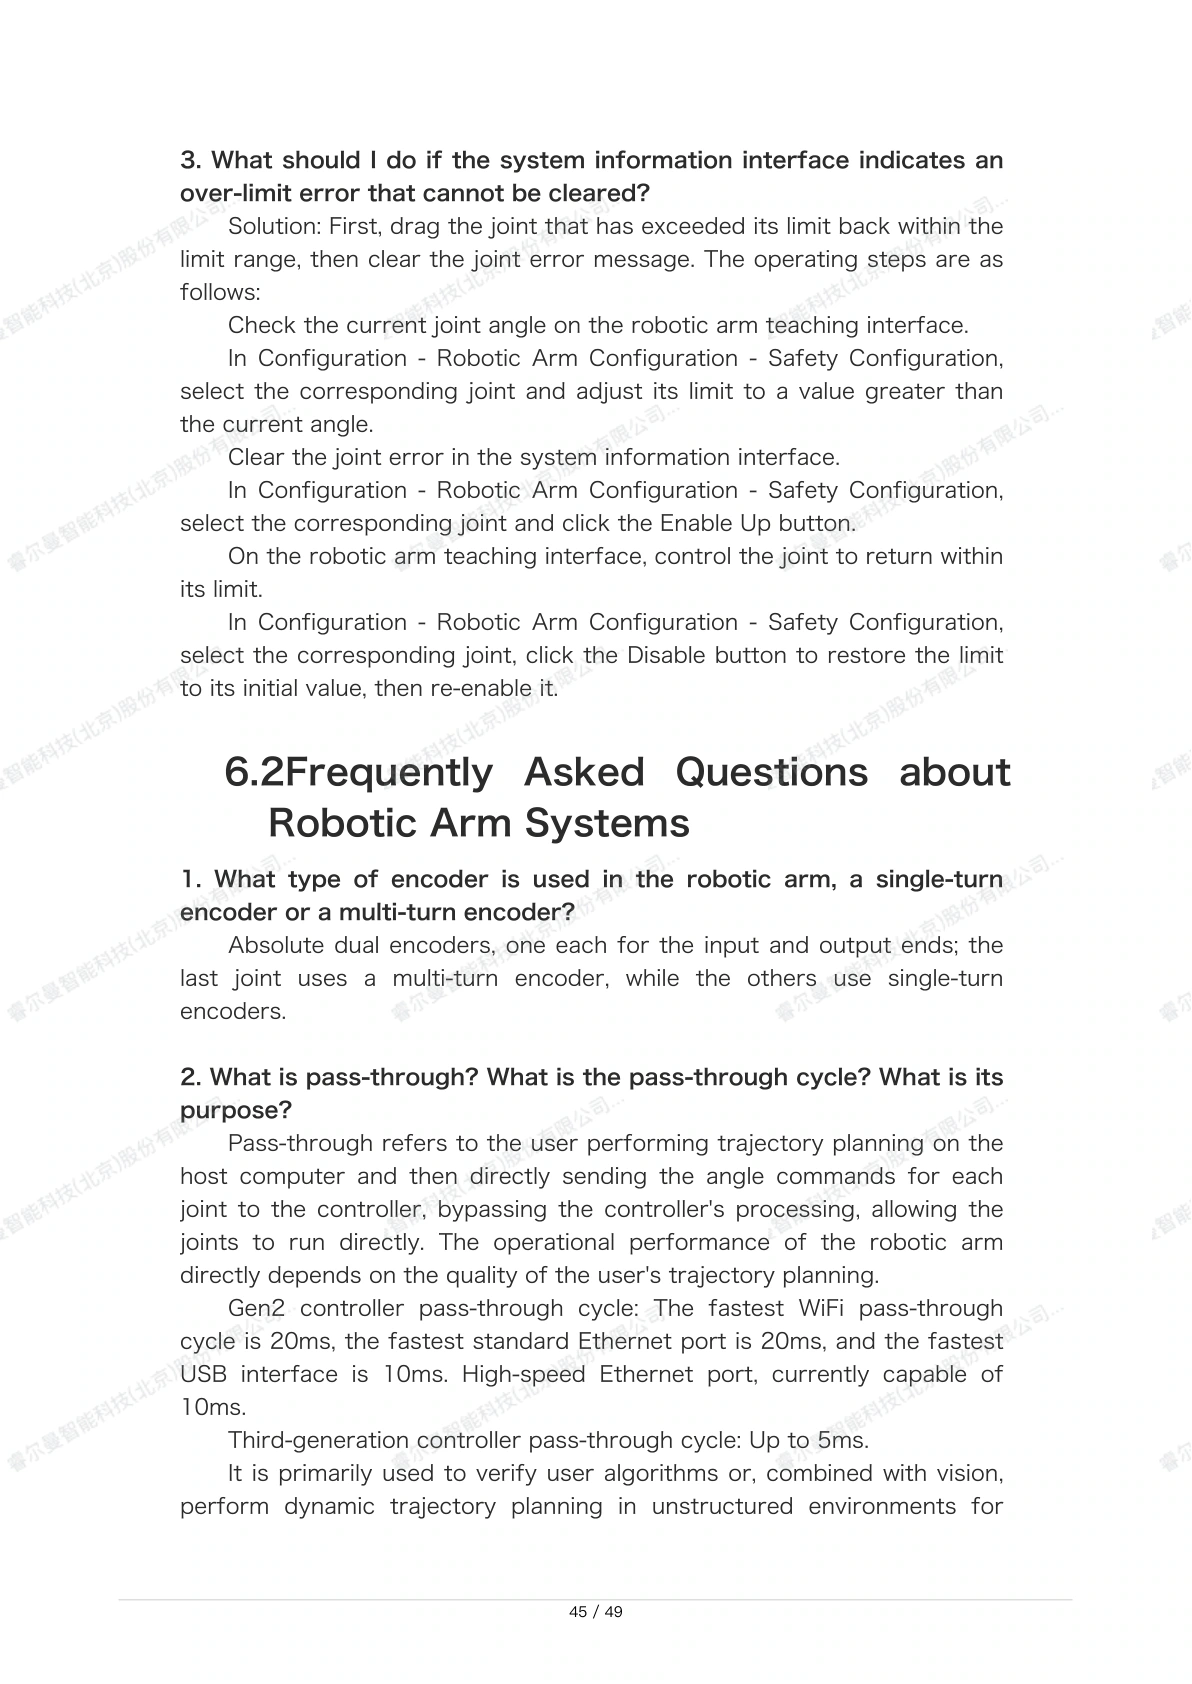 3. What should I do if the system information interface indicates an
over-limit error that cannot be cleared?
Solution: First, drag the joint that has exceeded its limit back within the
limit range, then clear the joint error message. The operating steps are as
follows:
Check the current joint angle on the robotic arm teaching interface.
In Configuration - Robotic Arm Configuration - Safety Configuration,
select the corresponding joint and adjust its limit to a value greater than
the current angle.
Clear the joint error in the system information interface.
In Configuration - Robotic Arm Configuration - Safety Configuration,
select the corresponding joint and click the Enable Up button.
On the robotic arm teaching interface, control the joint to return within
its limit.
In Configuration - Robotic Arm Configuration - Safety Configuration,
select the corresponding joint, click the Disable button to restore the limit
to its initial value, then re-enable it.
6.2Frequently Asked Questions about
Robotic Arm Systems
1. What type of encoder is used in the robotic arm, a single-turn
encoder or a multi-turn encoder?
Absolute dual encoders, one each for the input and output ends; the
last joint uses a multi-turn encoder, while the others use single-turn
encoders.
2. What is pass-through? What is the pass-through cycle? What is its
purpose?
Pass-through refers to the user performing trajectory planning on the
host computer and then directly sending the angle commands for each
joint to the controller, bypassing the controller's processing, allowing the
joints to run directly. The operational performance of the robotic arm
directly depends on the quality of the user's trajectory planning.
Gen2 controller pass-through cycle: The fastest WiFi pass-through
cycle is 20ms, the fastest standard Ethernet port is 20ms, and the fastest
USB interface is 10ms. High-speed Ethernet port, currently capable of
10ms.
Third-generation controller pass-through cycle: Up to 5ms.
It is primarily used to verify user algorithms or, combined with vision,
perform dynamic trajectory planning in unstructured environments for
45 / 49
睿尔曼智能科技(北京)股份有限公司...